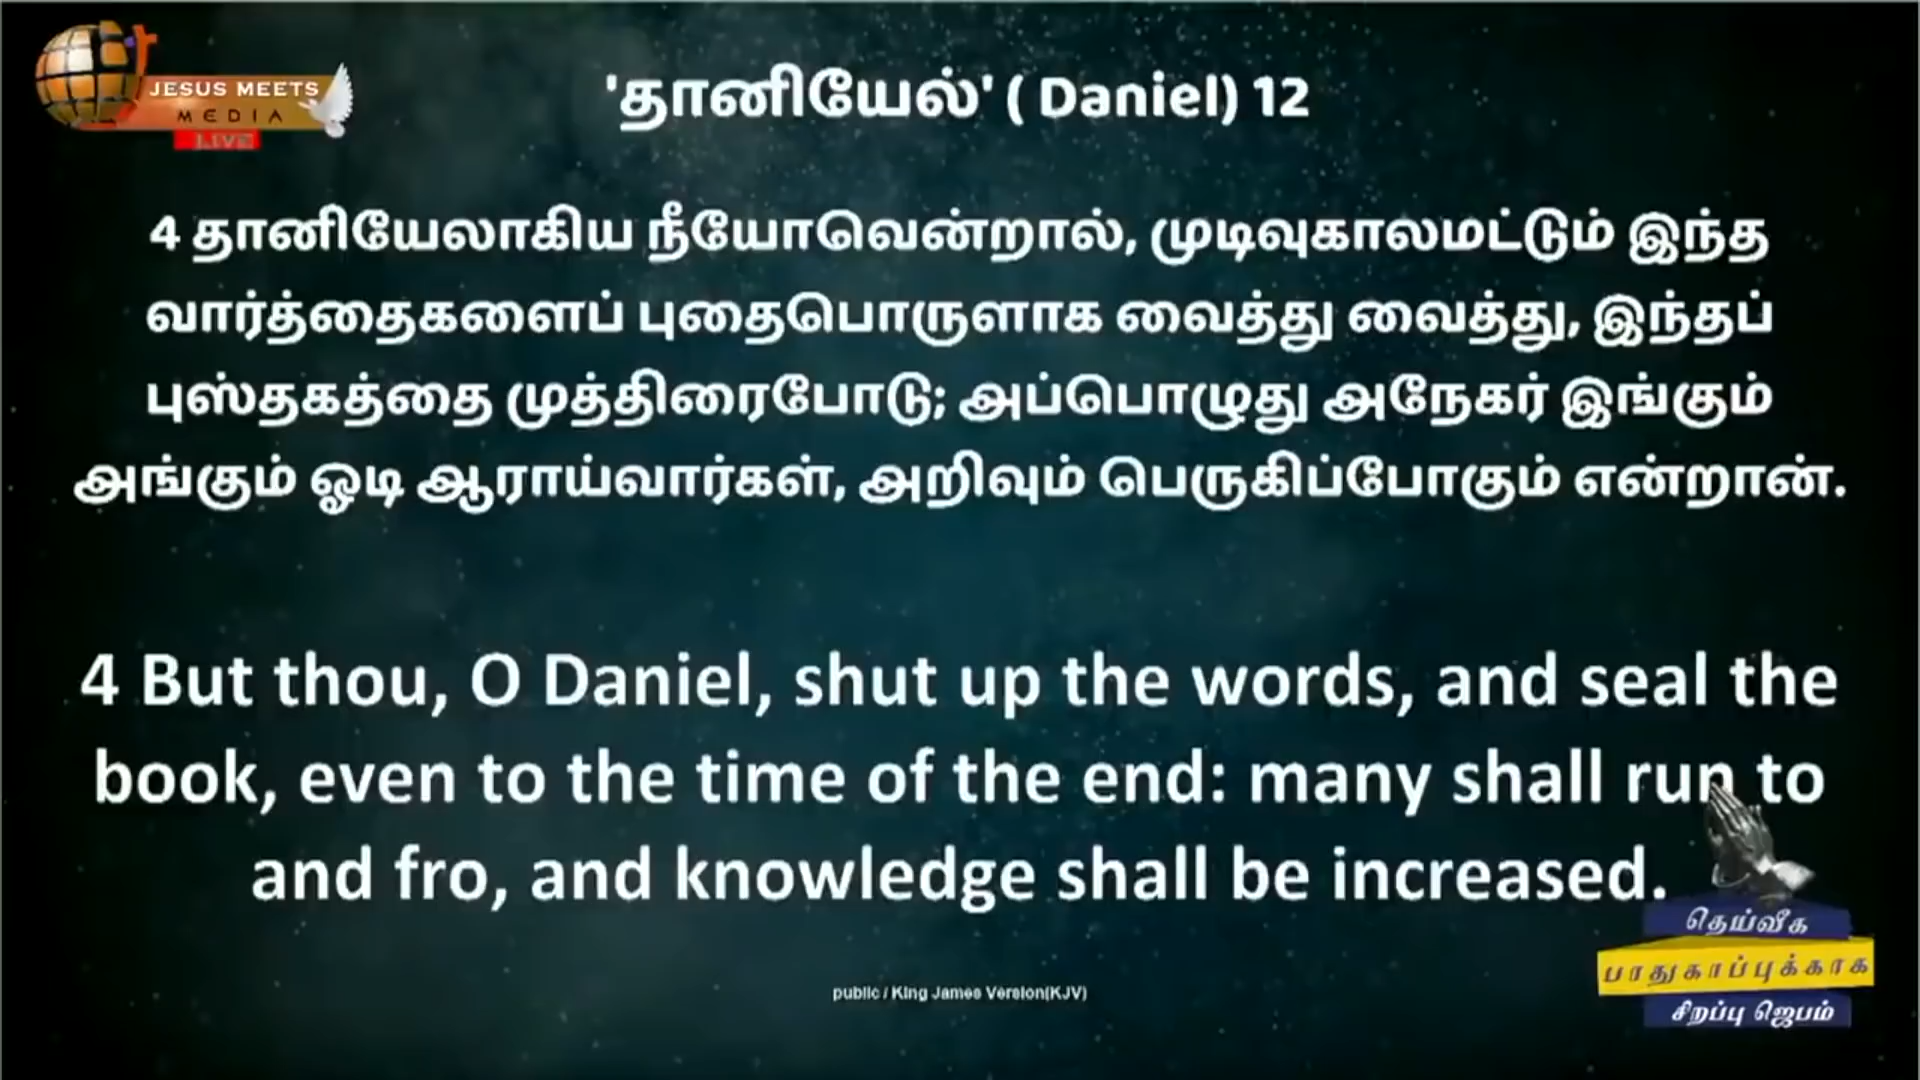 JESUS MEETS
MEDIA
LIVE
'தானியேல்' ( Daniel) 12
4 தானியேலாகிய நீயோவென்றால், முடிவுகாலமட்டும் இந்த
வார்த்தைகளைப் புதைபொருளாக வைத்து வைத்து, இந்தப்
புஸ்தகத்தை முத்திரைபோடு; அப்பொழுது அநேகர் இங்கும்
அங்கும் ஓடி ஆராய்வார்கள், அறிவும் பெருகிப்போகும் என்றான்.
4 But thou, O Daniel, shut up the words, and seal the
book, even to the time of the end: many shall run to
and fro, and knowledge shall be increased.
தெய்வீக
பாதுகாப்புக்காக
சிறப்பு ஜெபம்
public / King James Version(KJV)